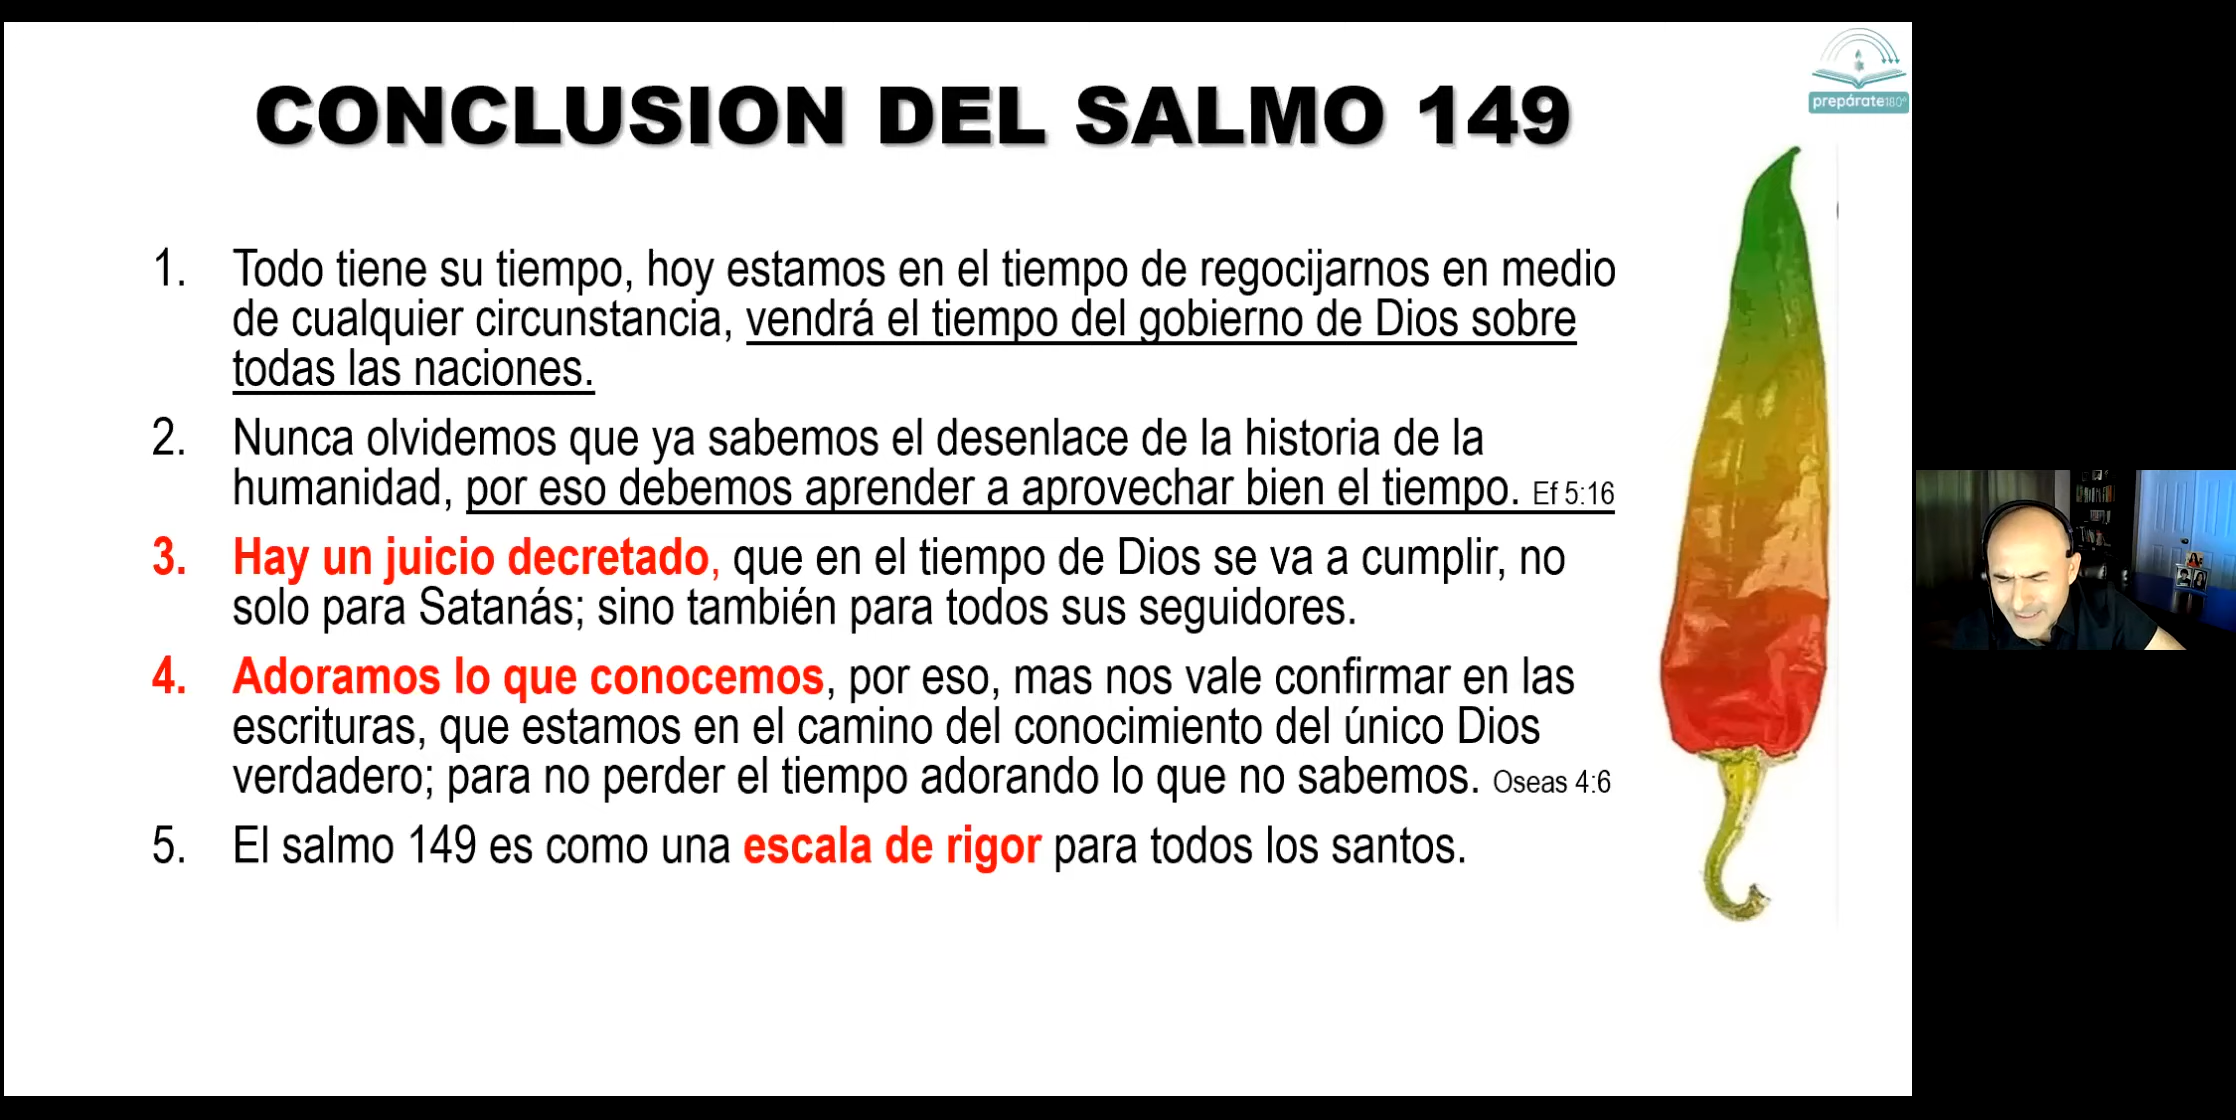 CONCLUSION DEL SALMO 149
prepárate180°
1. Todo tiene su tiempo, hoy estamos en el tiempo de regocijarnos en medio
de cualquier circunstancia, vendrá el tiempo del gobierno de Dios sobre
todas las naciones.
2. Nunca olvidemos que ya sabemos el desenlace de la historia de la
humanidad, por eso debemos aprender a aprovechar bien el tiempo. Ef 5:16
3. Hay un juicio decretado, que en el tiempo de Dios se va a cumplir, no
solo para Satanás; sino también para todos sus seguidores.
4. Adoramos lo que conocemos, por eso, mas nos vale confirmar en las
escrituras, que estamos en el camino del conocimiento del único Dios
verdadero; para no perder el tiempo adorando lo que no sabemos. Oseas 4:6
5. El salmo 149 es como una escala de rigor para todos los santos.